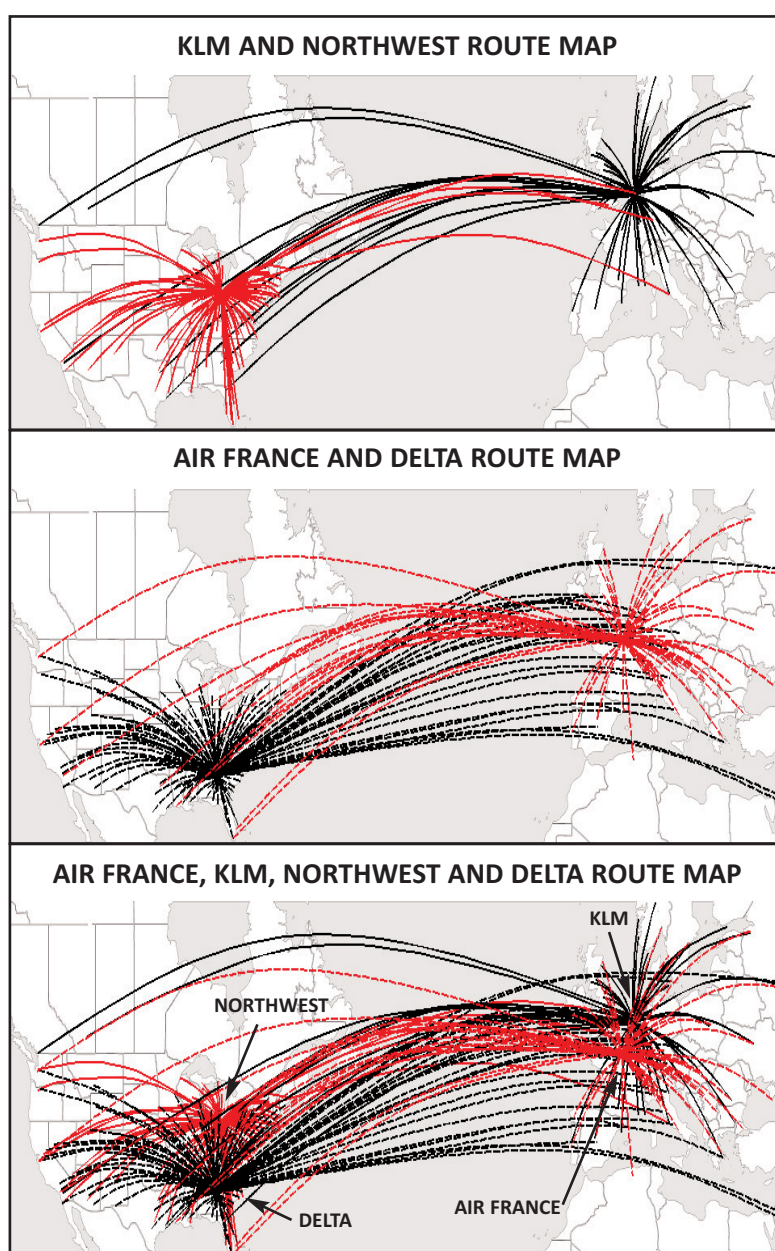 KLM AND NORTHWEST ROUTE MAP
AIR FRANCE AND DELTA ROUTE MAP
AIR FRANCE, KLM, NORTHWEST AND DELTA ROUTE MAP
KLM
NORTHWEST
AIR FRANCE
DELTA